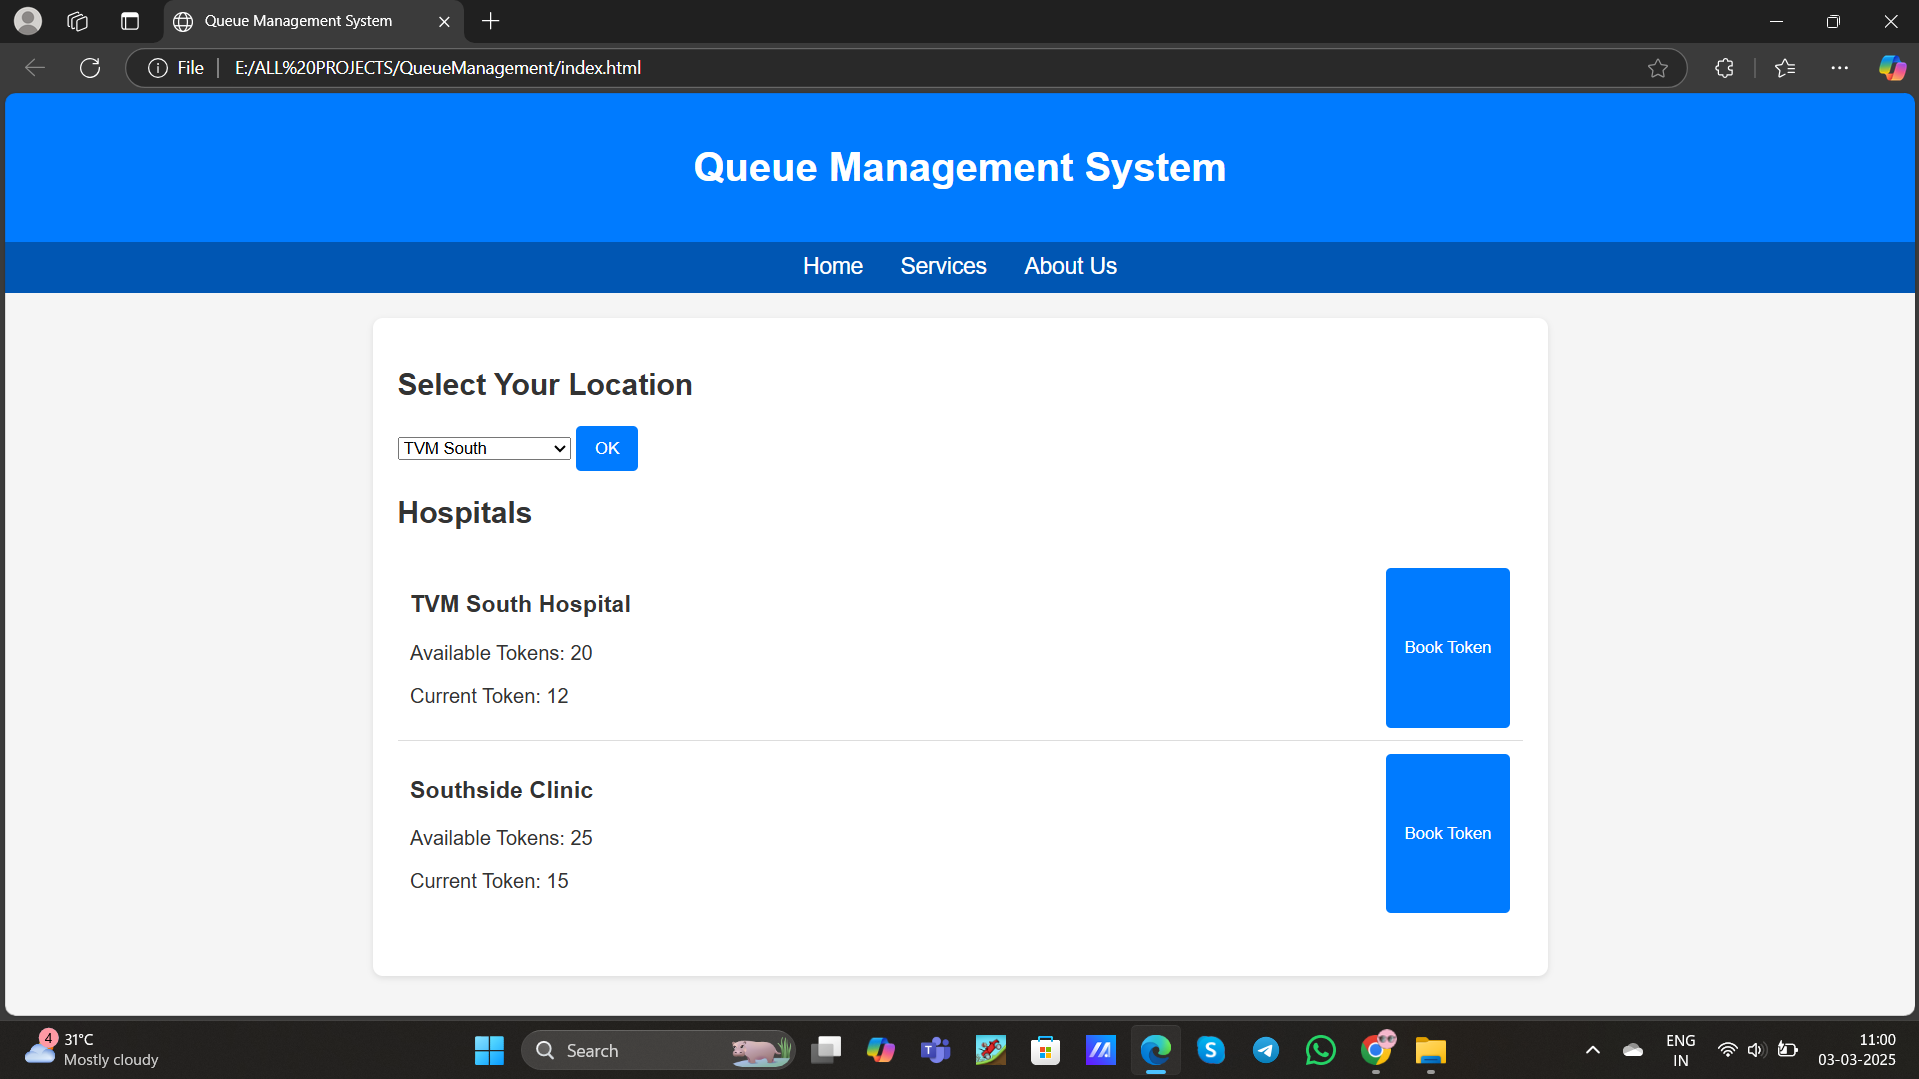 Queue Management System
File
E:/ALL%20PROJECTS/QueueManagement/index.html
Queue Management System
Home Services About Us
Select Your Location
TVM South OK
Hospitals
TVM South Hospital
Available Tokens: 20
Current Token: 12
Book Token
Southside Clinic
Available Tokens: 25
Current Token: 15
Book Token
4
31°C
Mostly cloudy
Search
T
S
ENG
IN
11:00
03-03-2025